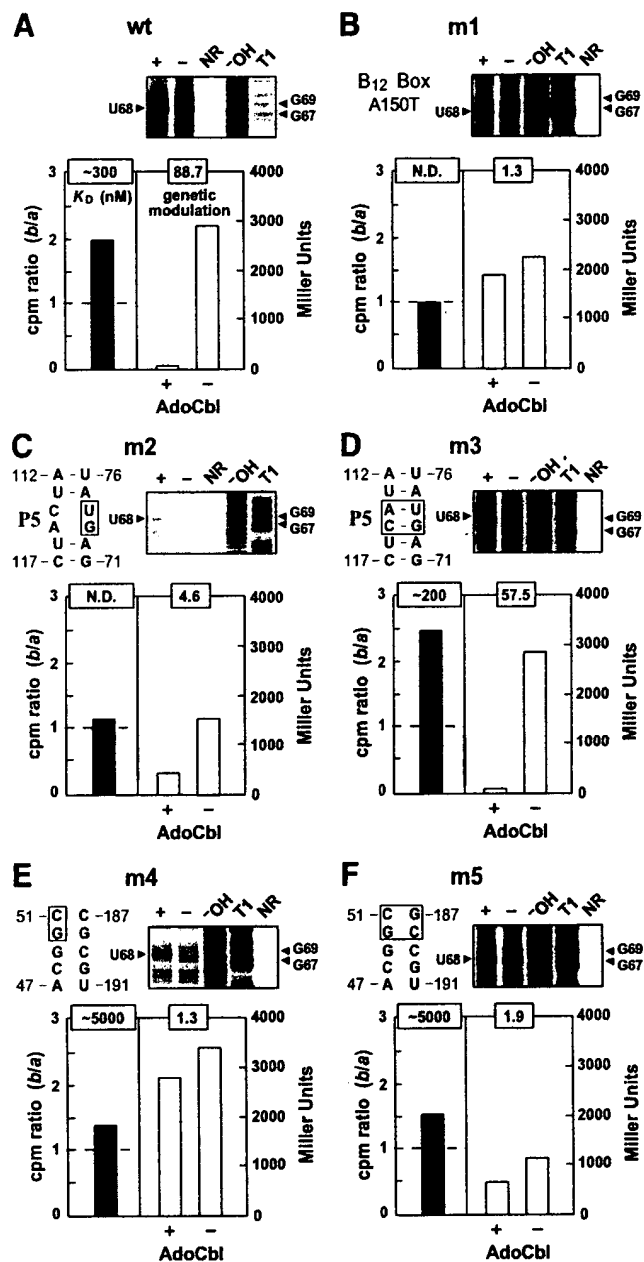 A wt
+ − NR -OH T1
U68 G69
G67
3 ~300 88.7 4000
K_D (nM) genetic modulation
cpm ratio (b/a) Miller Units
2 3000
2000
1 1000
0 0
+ −
AdoCbl
B m1
+ − -OH T1 NR
B12 Box
A150T
U68 G69
G67
3 N.D. 1.3 4000
cpm ratio (b/a) Miller Units
2 3000
2000
1 1000
0 0
+ −
AdoCbl
C m2
+ − NR -OH T1
112 – A U – 76
U A
C U
P5 A G
U – A
117 – C – G – 71
U68 G69
G67
3 N.D. 4.6 4000
cpm ratio (b/a) Miller Units
2 3000
2000
1 1000
0 0
+ −
AdoCbl
D m3
+ − -OH T1 NR
112 – A – U – 76
U – A
A – U
P5 C – G
U – A
117 – C – G – 71
U68 G69
G67
3 ~200 57.5 4000
cpm ratio (b/a) Miller Units
2 3000
2000
1 1000
0 0
+ −
AdoCbl
E m4
+ − -OH T1 NR
51 – C C – 187
G G
G C
C G
47 – A U – 191
U68 G69
G67
3 ~5000 1.3 4000
cpm ratio (b/a) Miller Units
2 3000
2000
1 1000
0 0
+ −
AdoCbl
F m5
+ − -OH T1 NR
51 – C G – 187
G C
G C
C G
47 – A U – 191
U68 G69
G67
3 ~5000 1.9 4000
cpm ratio (b/a) Miller Units
2 3000
2000
1 1000
0 0
+ −
AdoCbl